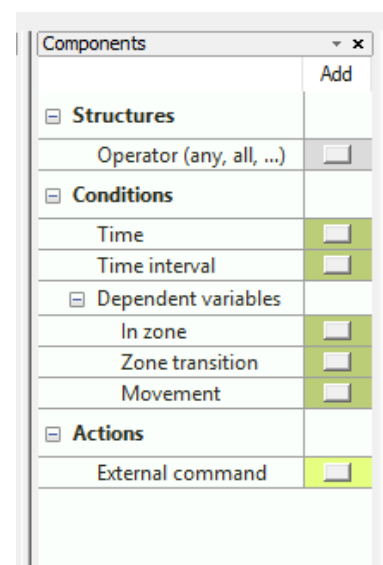 Components
Add
Structures
Operator (any, all, ...)
Conditions
Time
Time interval
Dependent variables
In zone
Zone transition
Movement
Actions
External command